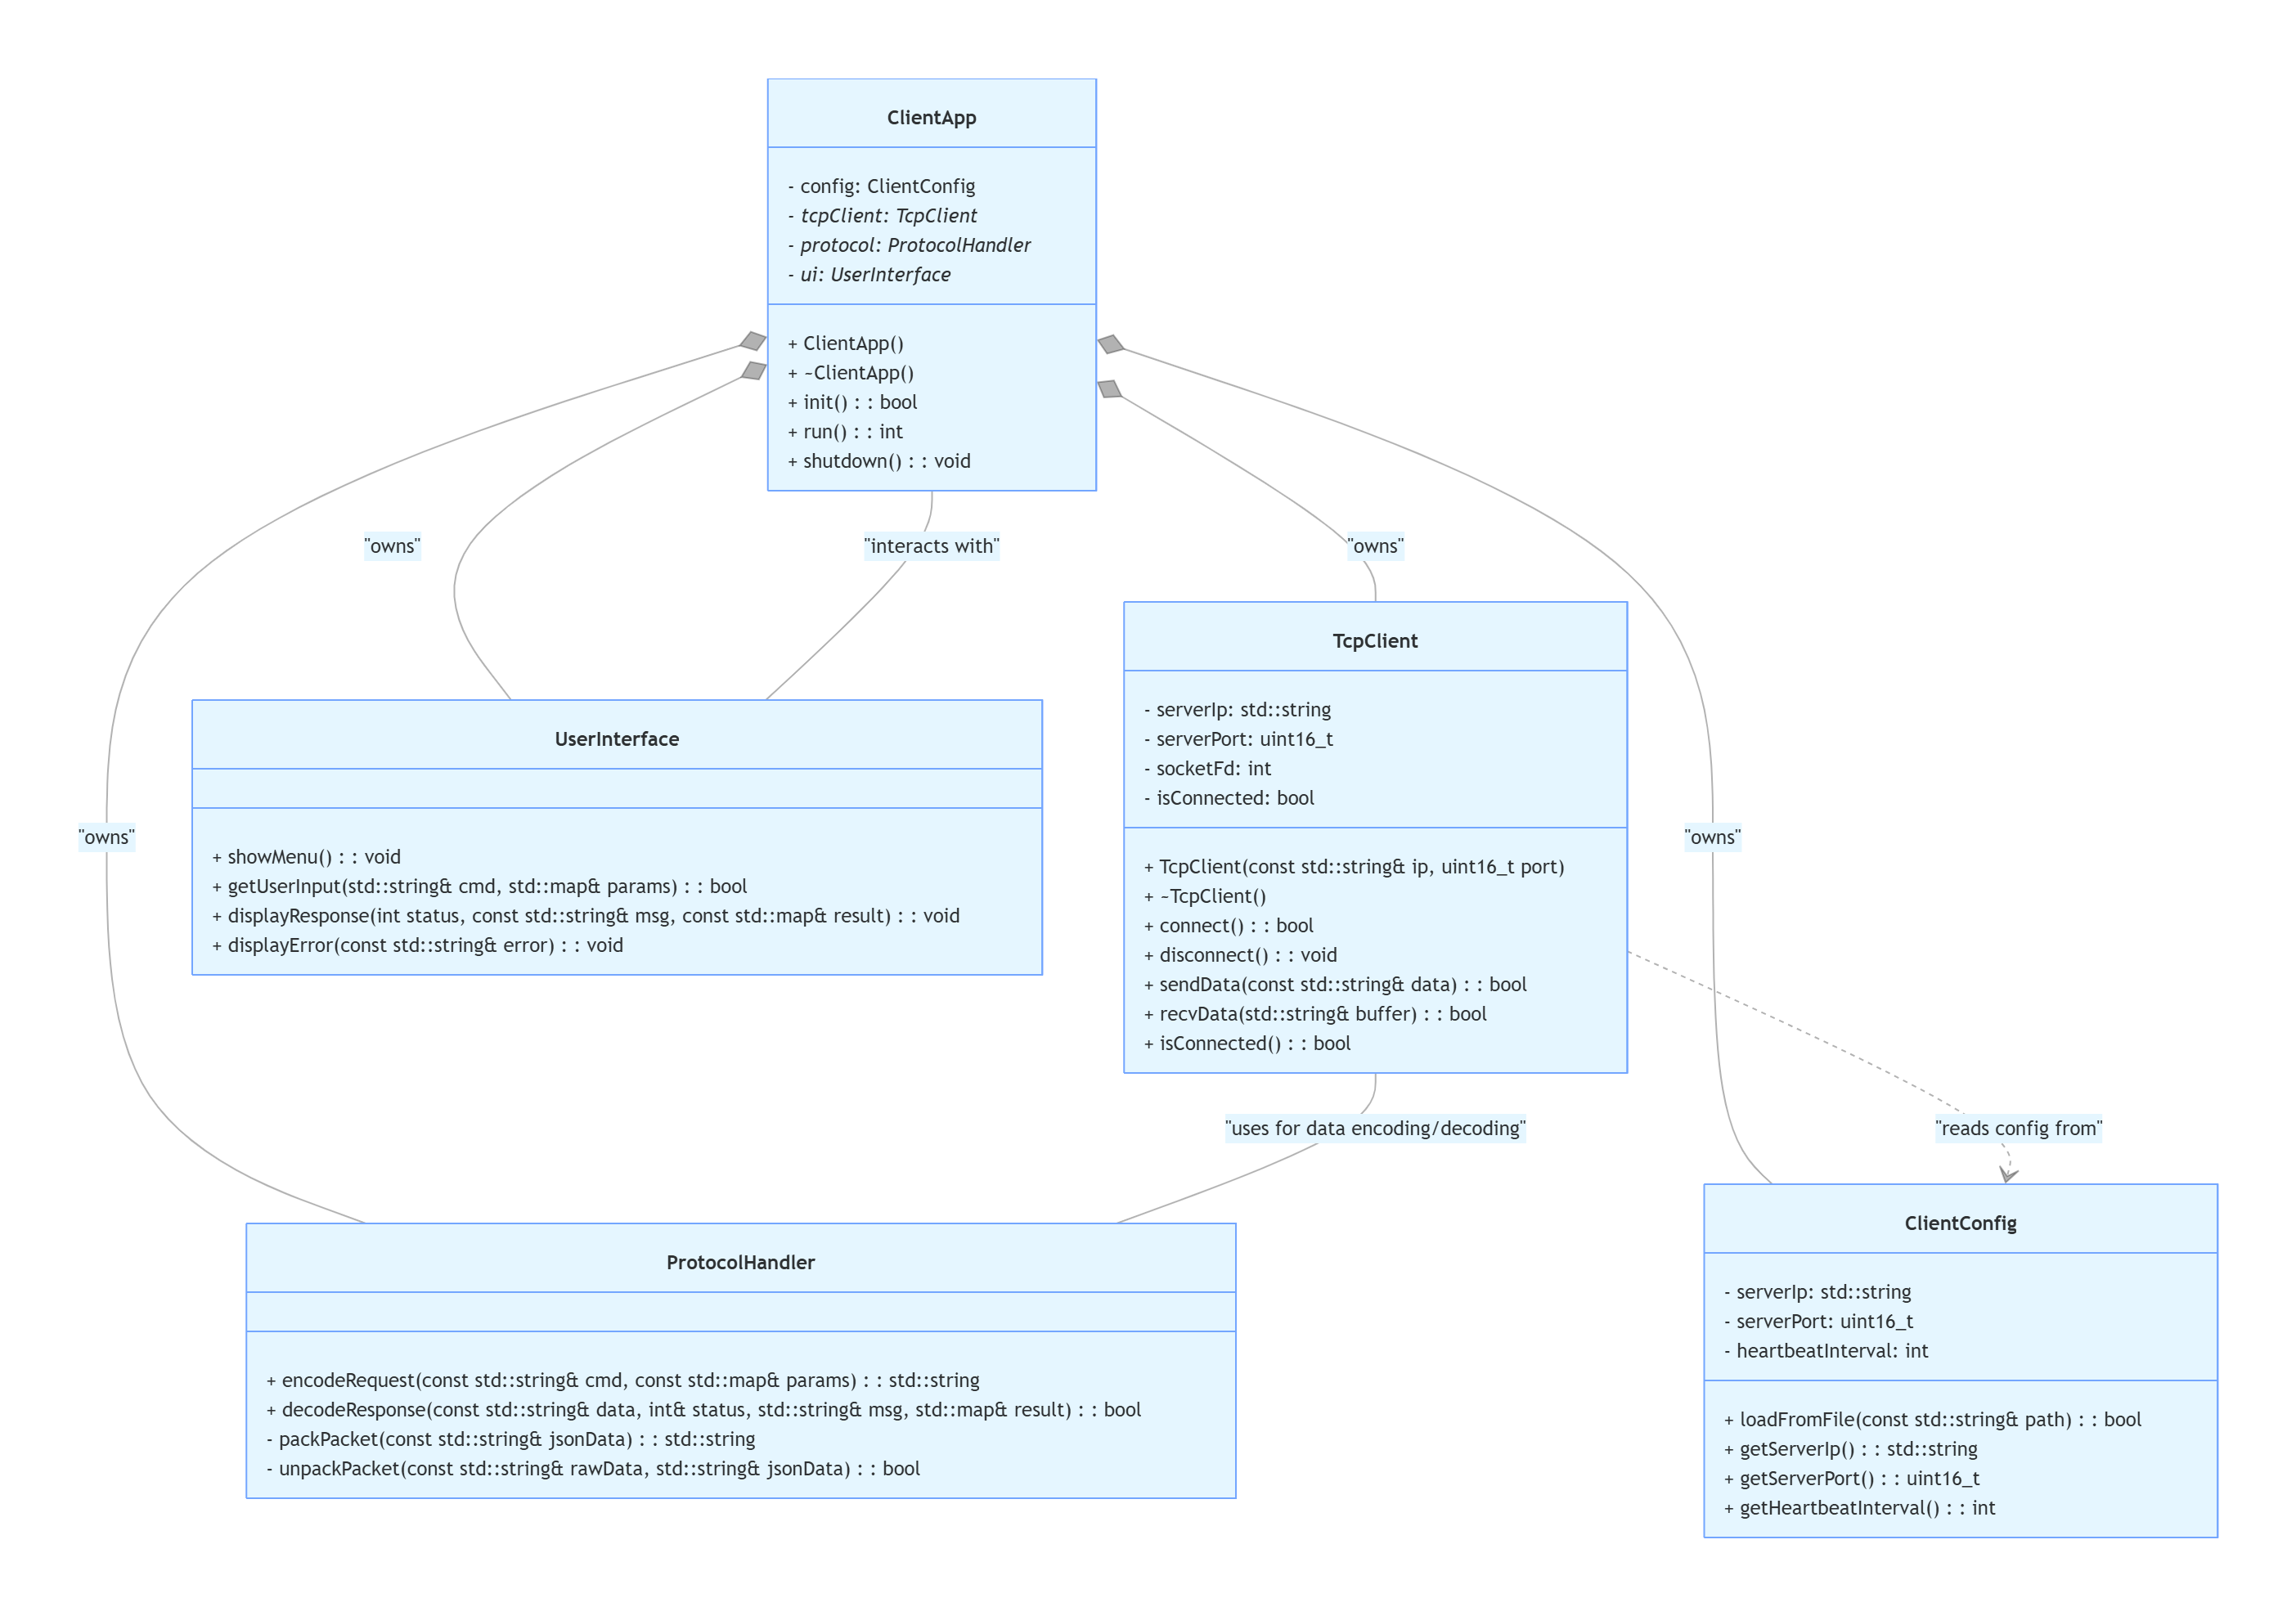 ClientApp
- config: ClientConfig
- tcpClient: TcpClient
- protocol: ProtocolHandler
- ui: UserInterface
+ ClientApp()
+ ~ClientApp()
+ init() : : bool
+ run() : : int
+ shutdown() : : void
"owns"
"interacts with"
"owns"
TcpClient
- serverIp: std::string
- serverPort: uint16_t
- socketFd: int
- isConnected: bool
+ TcpClient(const std::string& ip, uint16_t port)
+ ~TcpClient()
+ connect() : : bool
+ disconnect() : : void
+ sendData(const std::string& data) : : bool
+ recvData(std::string& buffer) : : bool
+ isConnected() : : bool
UserInterface
+ showMenu() : : void
+ getUserInput(std::string& cmd, std::map& params) : : bool
+ displayResponse(int status, const std::string& msg, const std::map& result) : : void
+ displayError(const std::string& error) : : void
"owns"
"owns"
"uses for data encoding/decoding"
"reads config from"
ProtocolHandler
+ encodeRequest(const std::string& cmd, const std::map& params) : : std::string
+ decodeResponse(const std::string& data, int& status, std::string& msg, std::map& result) : : bool
- packPacket(const std::string& jsonData) : : std::string
- unpackPacket(const std::string& rawData, std::string& jsonData) : : bool
ClientConfig
- serverIp: std::string
- serverPort: uint16_t
- heartbeatInterval: int
+ loadFromFile(const std::string& path) : : bool
+ getServerIp() : : std::string
+ getServerPort() : : uint16_t
+ getHeartbeatInterval() : : int